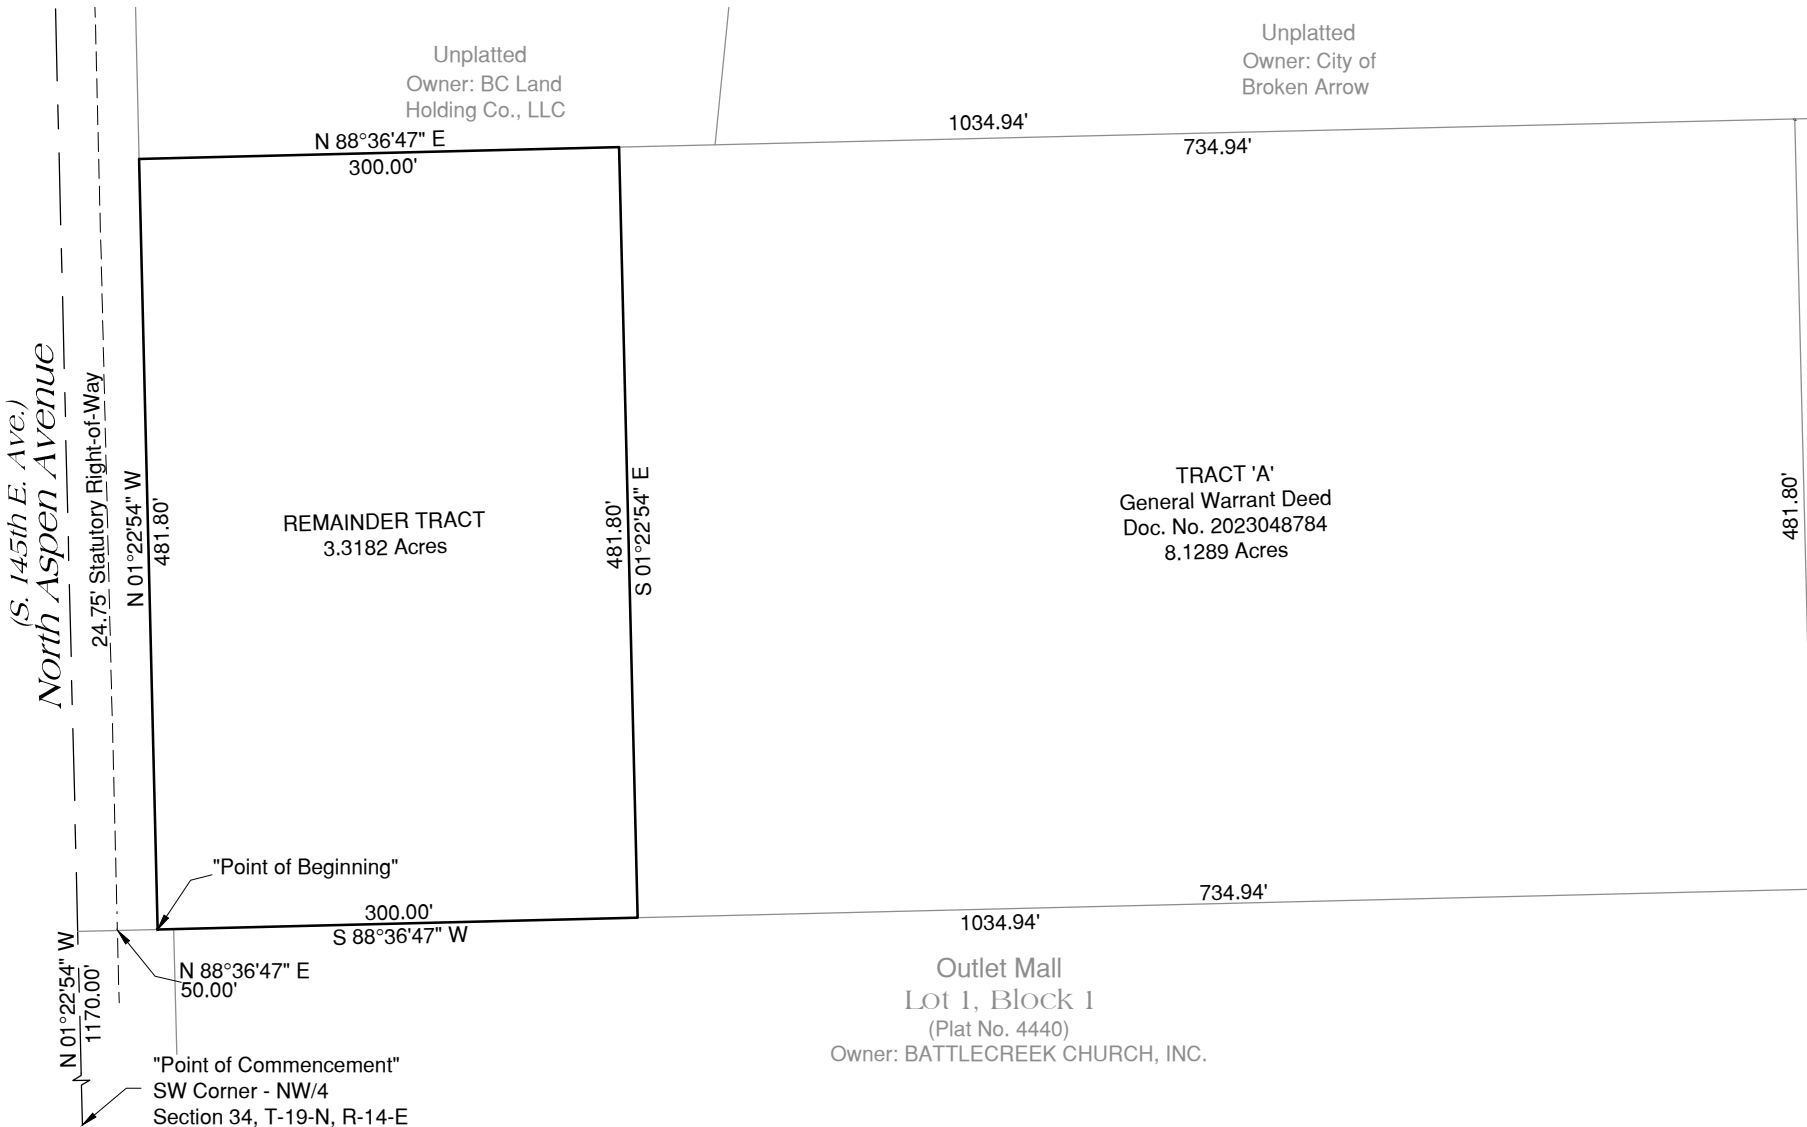 Unplatted
Owner: BC Land
Holding Co., LLC
Unplatted
Owner: City of
Broken Arrow
1034.94'
734.94'
N 88°36'47" E
300.00'
(S. 145th E. Ave.)
North Aspen Avenue
24.75' Statutory Right-of-Way
N 01°22'54" W
481.80'
REMAINDER TRACT
3.3182 Acres
481.80'
S 01°22'54" E
TRACT 'A'
General Warrant Deed
Doc. No. 2023048784
8.1289 Acres
481.80'
"Point of Beginning"
300.00'
S 88°36'47" W
734.94'
1034.94'
N 01°22'54" W
1170.00'
N 88°36'47" E
50.00'
Outlet Mall
Lot 1, Block 1
(Plat No. 4440)
Owner: BATTLECREEK CHURCH, INC.
"Point of Commencement"
SW Corner - NW/4
Section 34, T-19-N, R-14-E